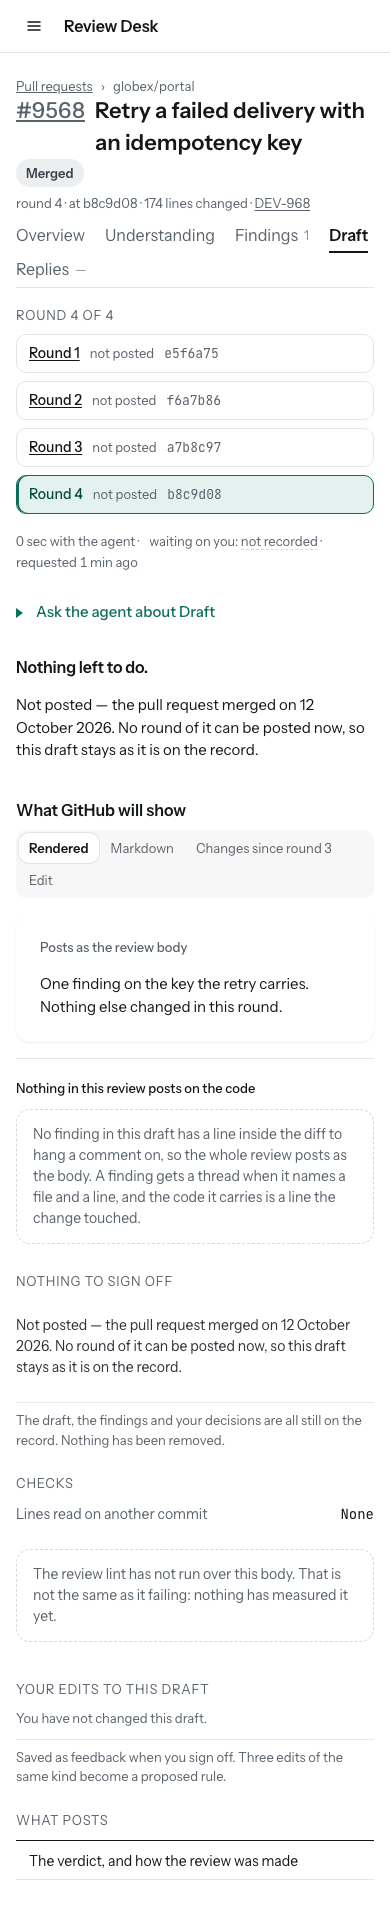 Review Desk
Pull requests › globex/portal
#9568 Retry a failed delivery with
an idempotency key
Merged
round 4 · at b8c9d08 · 174 lines changed · DEV-968
Overview Understanding Findings 1 Draft
Replies —
ROUND 4 OF 4
Round 1 not posted e5f6a75
Round 2 not posted f6a7b86
Round 3 not posted a7b8c97
Round 4 not posted b8c9d08
0 sec with the agent · waiting on you: not recorded ·
requested 1 min ago
Ask the agent about Draft
Nothing left to do.
Not posted — the pull request merged on 12
October 2026. No round of it can be posted now, so
this draft stays as it is on the record.
What GitHub will show
Rendered Markdown Changes since round 3
Edit
Posts as the review body
One finding on the key the retry carries.
Nothing else changed in this round.
Nothing in this review posts on the code
No finding in this draft has a line inside the diff to
hang a comment on, so the whole review posts as
the body. A finding gets a thread when it names a
file and a line, and the code it carries is a line the
change touched.
NOTHING TO SIGN OFF
Not posted — the pull request merged on 12 October
2026. No round of it can be posted now, so this draft
stays as it is on the record.
The draft, the findings and your decisions are all still on the
record. Nothing has been removed.
CHECKS
Lines read on another commit None
The review lint has not run over this body. That is
not the same as it failing: nothing has measured it
yet.
YOUR EDITS TO THIS DRAFT
You have not changed this draft.
Saved as feedback when you sign off. Three edits of the
same kind become a proposed rule.
WHAT POSTS
The verdict, and how the review was made